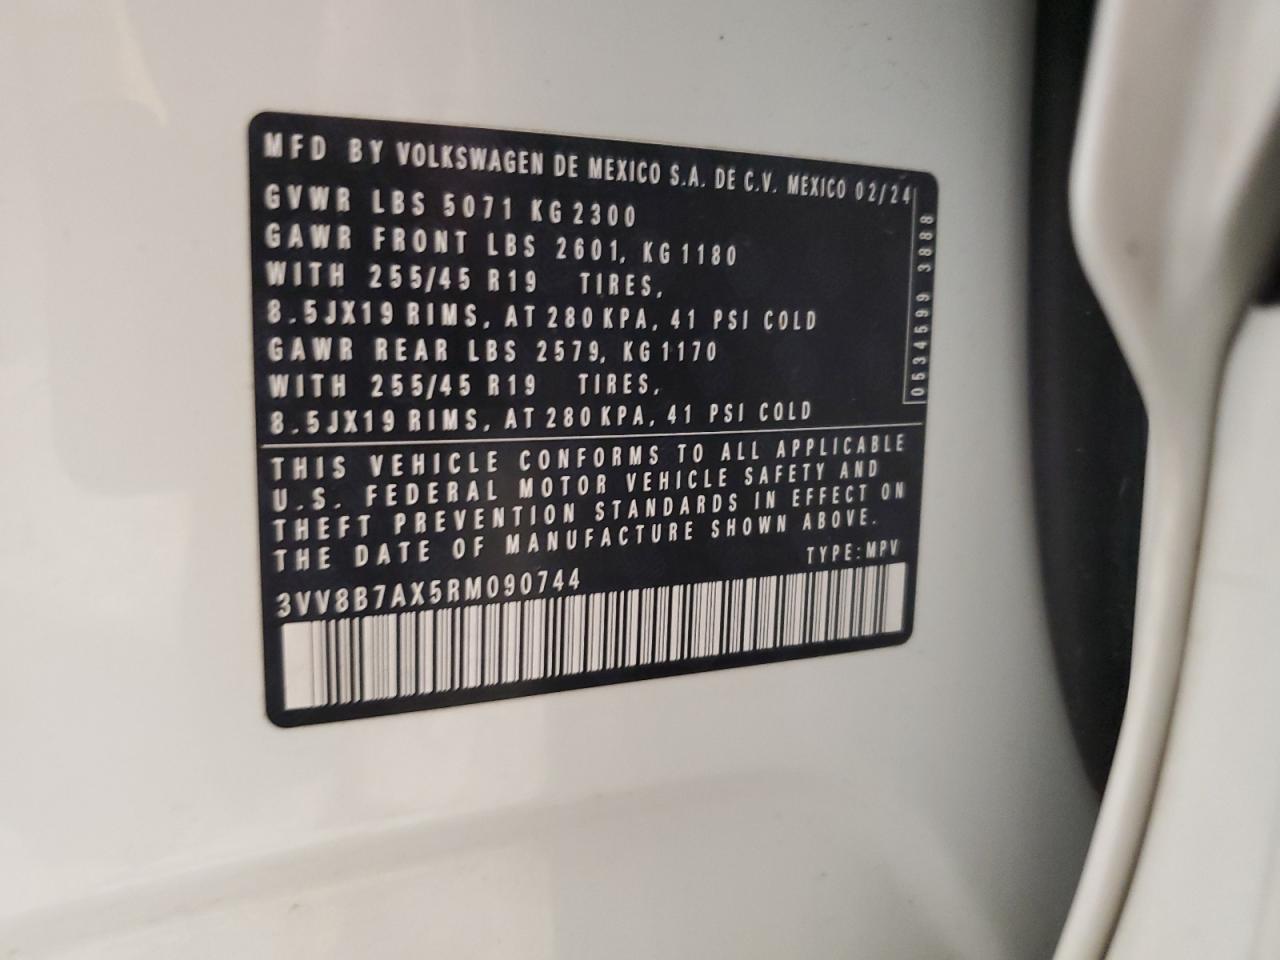 MFD BY VOLKSWAGEN DE MEXICO S.A. DE C.V. MEXICO 02/24
GVWR LBS 5071 KG 2300
GAWR FRONT LBS 2601, KG 1180
WITH 255/45 R19 TIRES,
8.5JX19 RIMS, AT 280 KPA, 41 PSI COLD
GAWR REAR LBS 2579, KG 1170
WITH 255/45 R19 TIRES,
8.5JX19 RIMS, AT 280 KPA, 41 PSI COLD
0534599 3888
THIS VEHICLE CONFORMS TO ALL APPLICABLE
U.S. FEDERAL MOTOR VEHICLE SAFETY AND
THEFT PREVENTION STANDARDS IN EFFECT ON
THE DATE OF MANUFACTURE SHOWN ABOVE.
TYPE: MPV
3VV8B7AX5RM090744